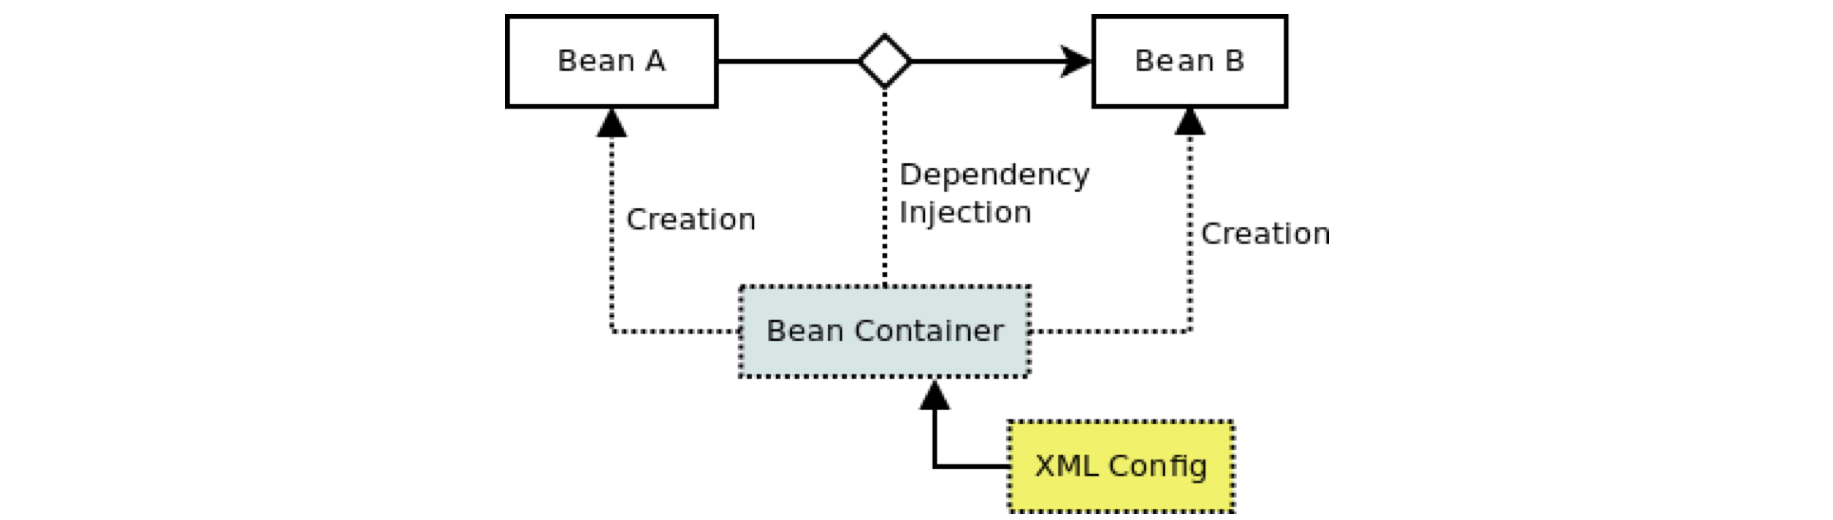 Bean A
Bean B
Dependency
Injection
Creation
Creation
Bean Container
XML Config